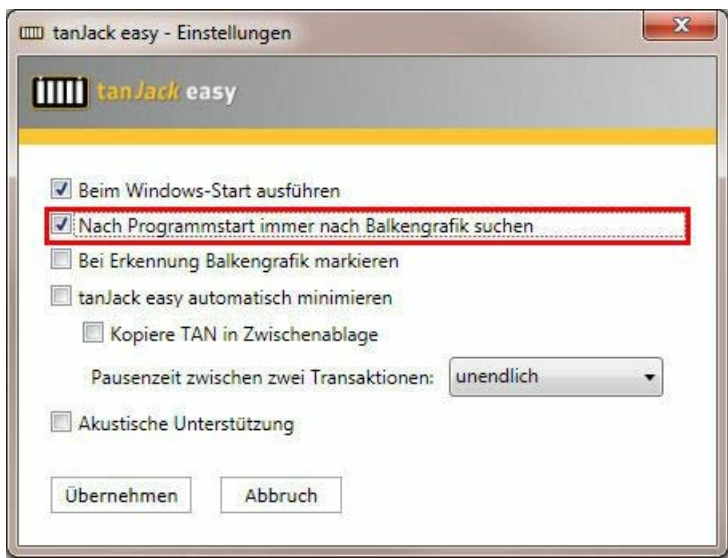 tanJack easy - Einstellungen
tanJack easy
Beim Windows-Start ausführen
Nach Programmstart immer nach Balkengrafik suchen
Bei Erkennung Balkengrafik markieren
tanJack easy automatisch minimieren
Kopiere TAN in Zwischenablage
Pausenzeit zwischen zwei Transaktionen: unendlich
Akustische Unterstützung
Übernehmen Abbruch